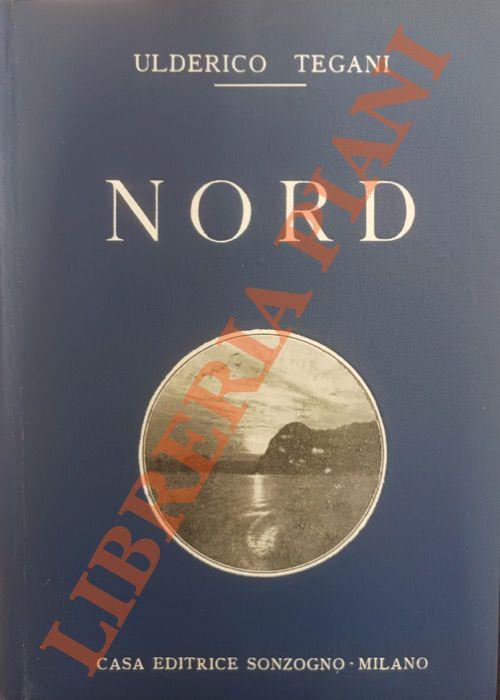 ULDERICO TEGANI
NORD
LIBRERIA PIANI
CASA EDITRICE SONZOGNO - MILANO